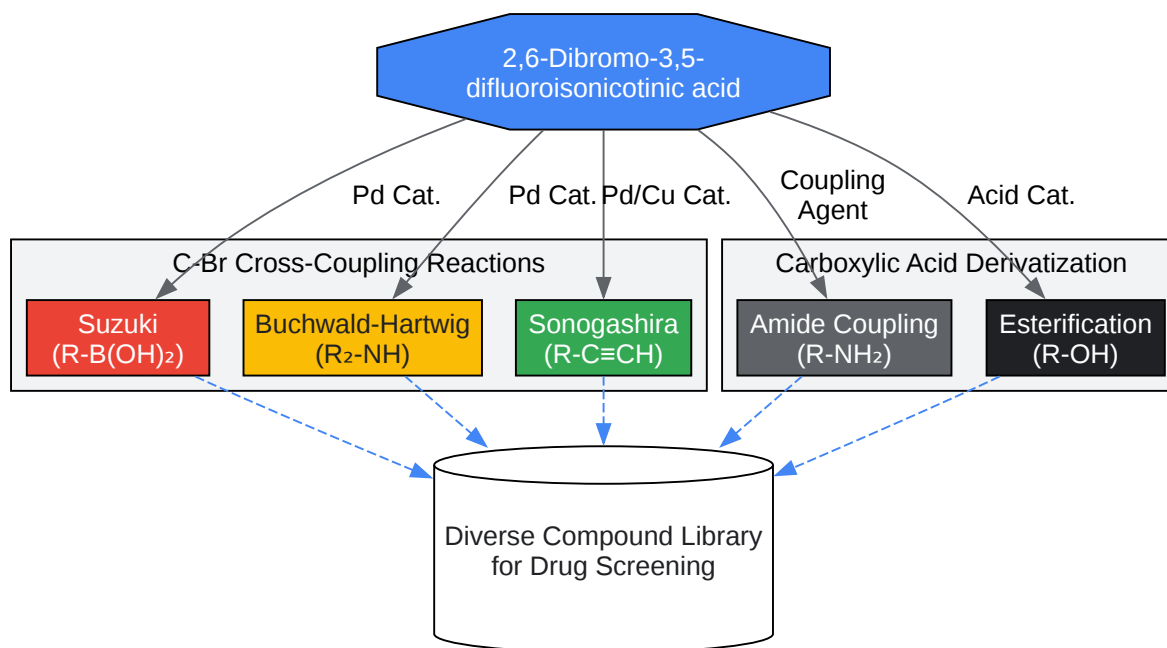 2,6-Dibromo-3,5-
difluoroisonicotinic acid
Pd Cat.
Pd Cat.
Pd/Cu Cat.
Coupling
Agent
Acid Cat.
C-Br Cross-Coupling Reactions
Carboxylic Acid Derivatization
Suzuki
(R-B(OH)₂)
Buchwald-Hartwig
(R₂-NH)
Sonogashira
(R-C≡CH)
Amide Coupling
(R-NH₂)
Esterification
(R-OH)
Diverse Compound Library
for Drug Screening